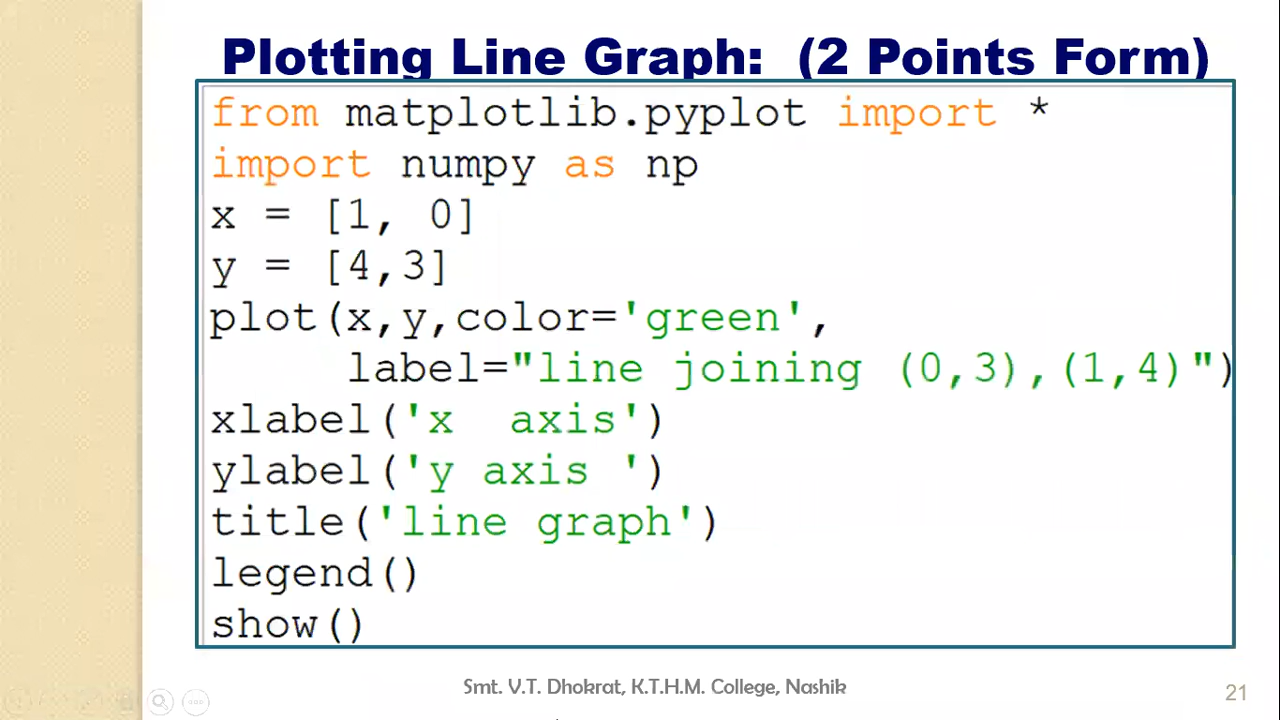 Plotting Line Graph: (2 Points Form)
from matplotlib.pyplot import *
import numpy as np
x = [1, 0]
y = [4,3]
plot(x,y,color='green',
     label="line joining (0,3),(1,4)")
xlabel('x  axis')
ylabel('y axis ')
title('line graph')
legend()
show()
Smt. V.T. Dhokrat, K.T.H.M. College, Nashik
21